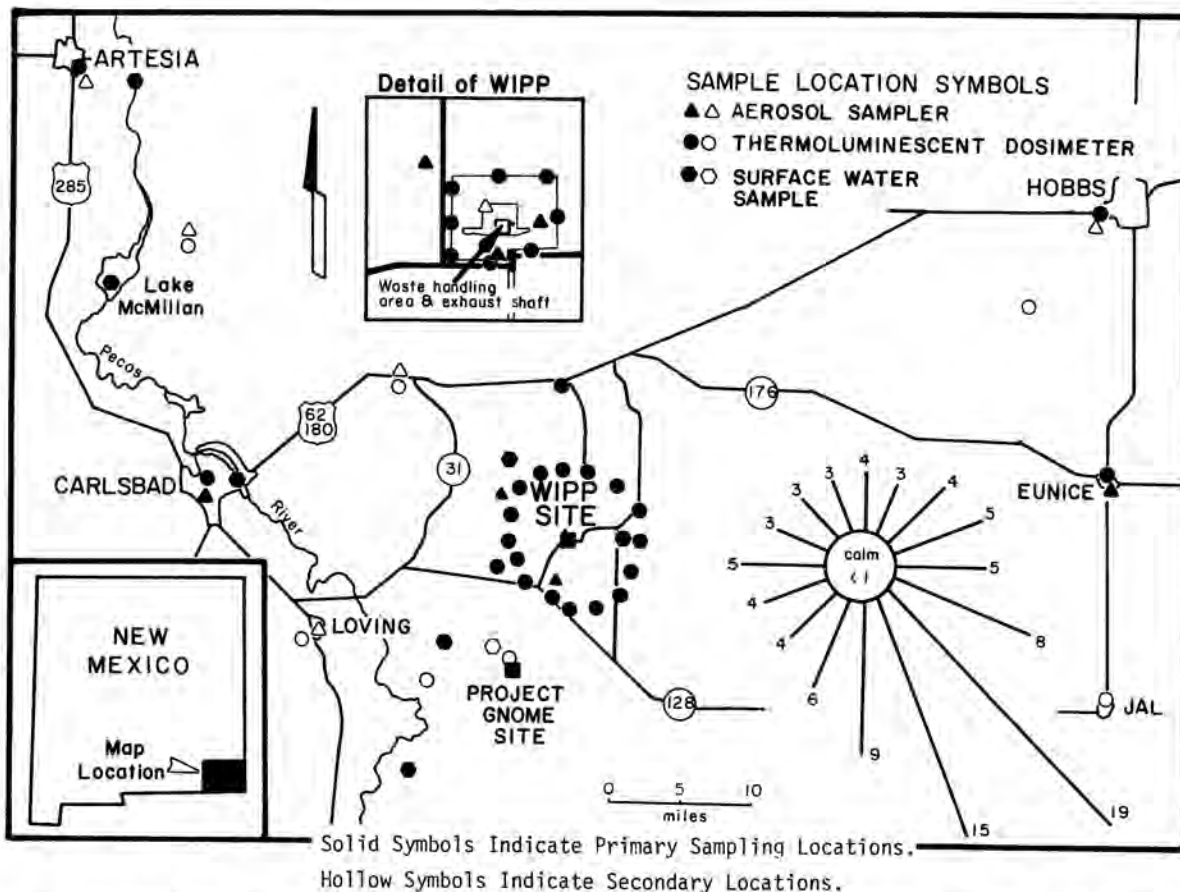 ARTESIA
Detail of WIPP
Waste handling
area & exhaust shaft
SAMPLE LOCATION SYMBOLS
AEROSOL SAMPLER
THERMOLUMINESCENT DOSIMETER
SURFACE WATER
SAMPLE
HOBBS
285
Lake
McMillan
Pecos
River
62
180
31
176
CARLSBAD
WIPP
SITE
EUNICE
4
3
3
3
4
3
5
5
5
4
4
6
9
15
19
8
calm
LOVING
PROJECT
GNOME
SITE
128
JAL
NEW
MEXICO
Map
Location
0 5 10
miles
Solid Symbols Indicate Primary Sampling Locations.
Hollow Symbols Indicate Secondary Locations.